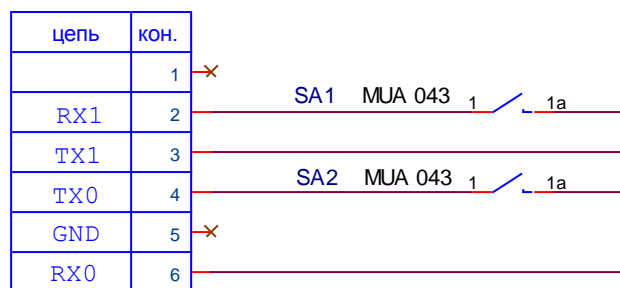 цепь кон.
1
RX1 2 SA1 MUA 043 1 1a
TX1 3
TX0 4 SA2 MUA 043 1 1a
GND 5
RX0 6